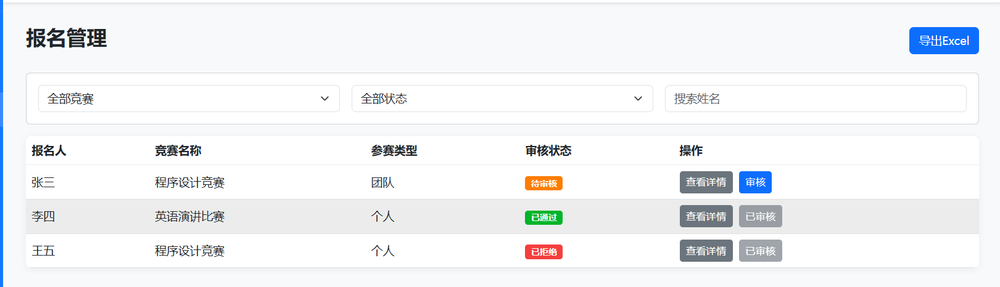 报名管理
导出Excel
全部竞赛 全部状态 搜索姓名
报名人 竞赛名称 参赛类型 审核状态 操作
张三 程序设计竞赛 团队 待审核 查看详情 审核
李四 英语演讲比赛 个人 已通过 查看详情 已审核
王五 程序设计竞赛 个人 已拒绝 查看详情 已审核